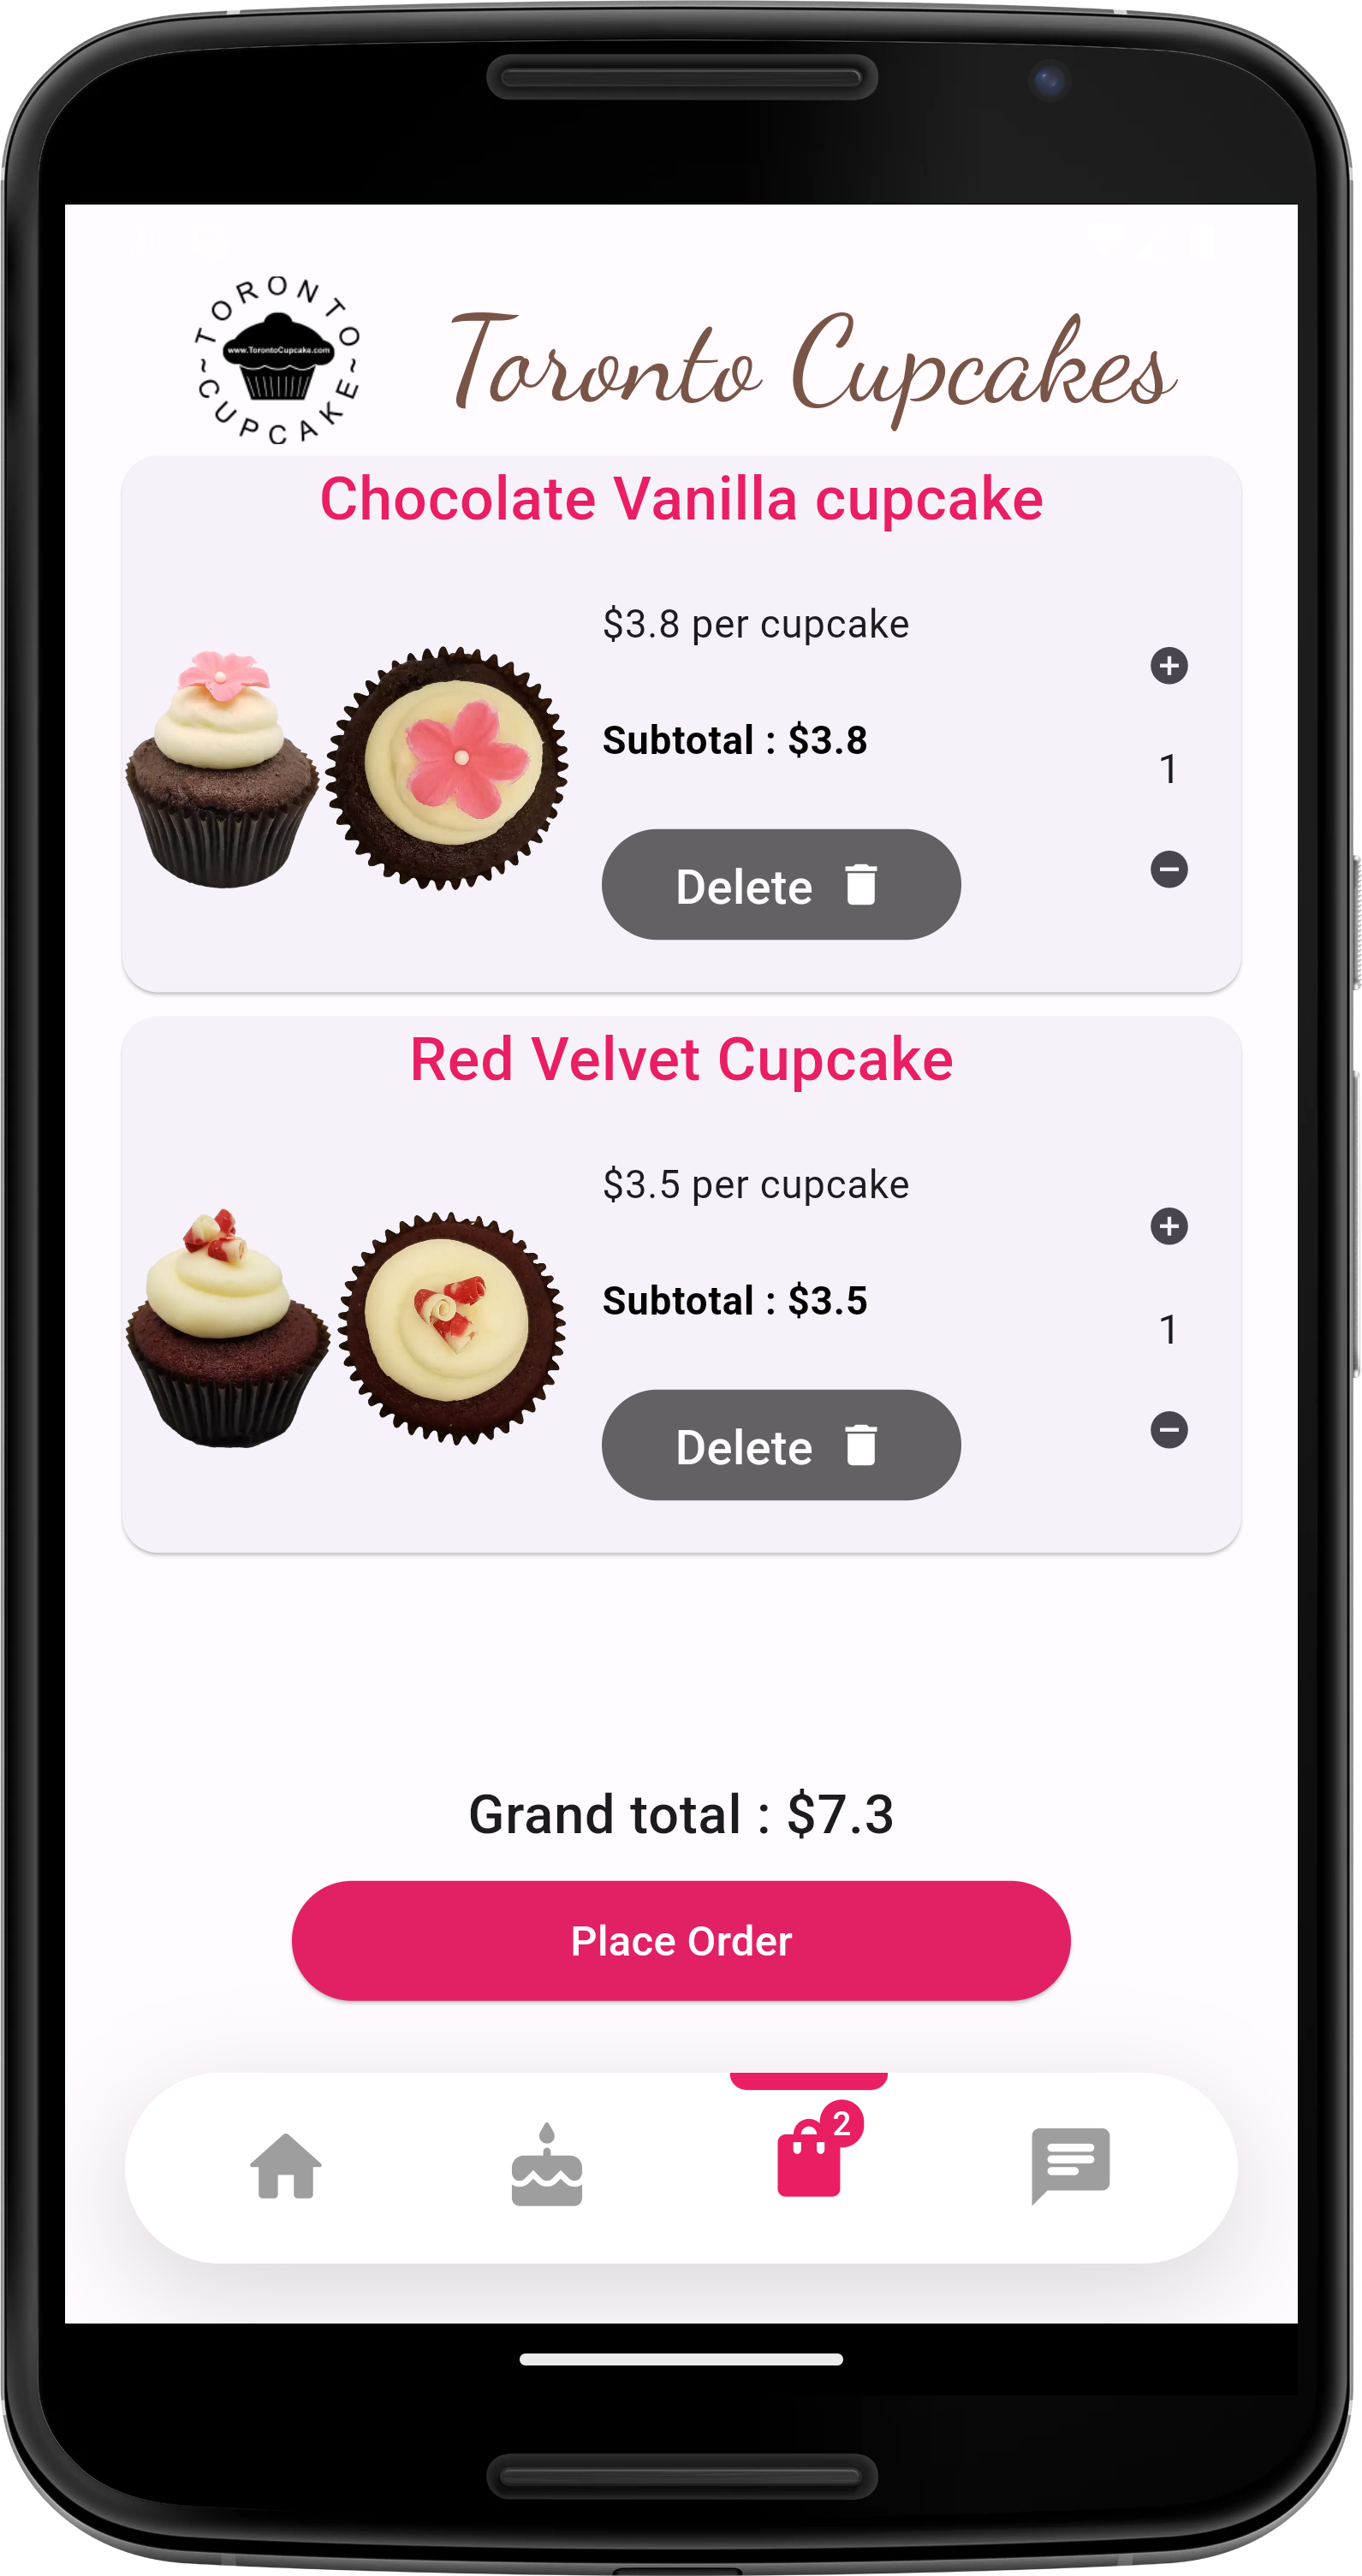 ~TORONTO~
www.TorontoCupcake.com
CUPCAKE
Toronto Cupcakes
Chocolate Vanilla cupcake
$3.8 per cupcake
Subtotal : $3.8
1
Delete
Red Velvet Cupcake
$3.5 per cupcake
Subtotal : $3.5
1
Delete
Grand total : $7.3
Place Order
2